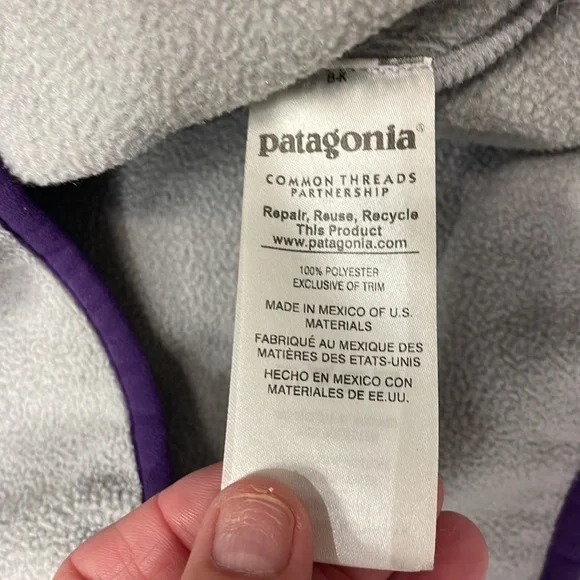 B-K
patagonia®
COMMON THREADS
PARTNERSHIP
Repair, Reuse, Recycle
This Product
www.patagonia.com
100% POLYESTER
EXCLUSIVE OF TRIM
MADE IN MEXICO OF U.S.
MATERIALS
FABRIQUÉ AU MEXIQUE DES
MATIÈRES DES ETATS-UNIS
HECHO EN MEXICO CON
MATERIALES DE EE.UU.